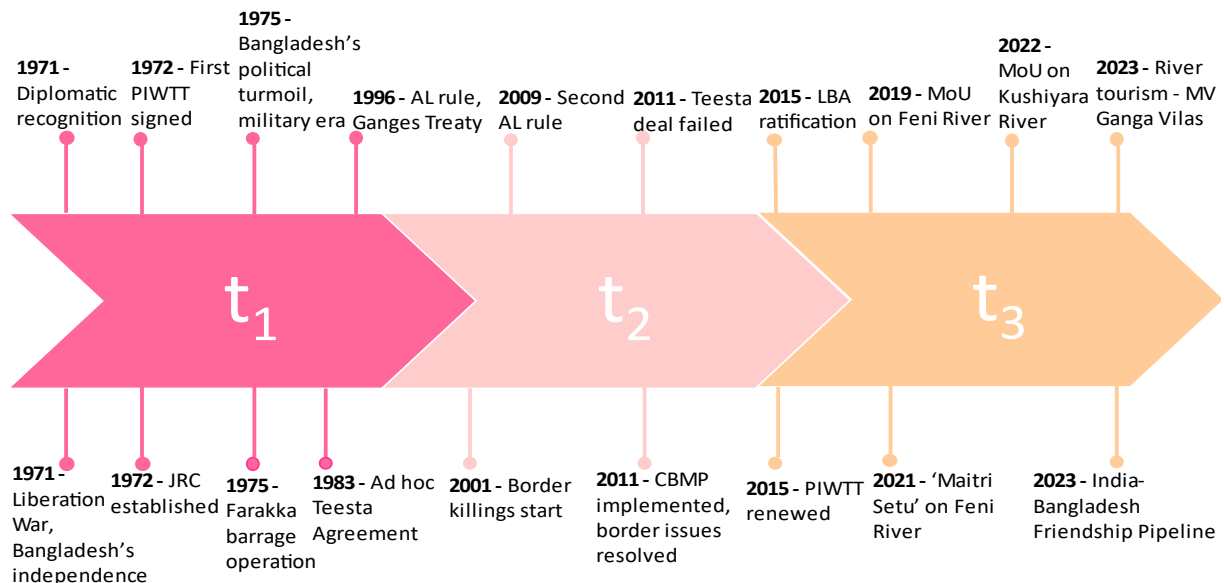 1971 -
Diplomatic
recognition
1972 - First
PIWTT
signed
1975 -
Bangladesh's
political
turmoil,
military era
1996 - AL rule,
Ganges Treaty
2009 - Second
AL rule
2011 - Teesta
deal failed
2015 - LBA
ratification
2019 - MoU
on Feni River
2022 -
MoU on
Kushiyara
River
2023 - River
tourism - MV
Ganga Vilas
t1
t2
t3
1971 -
Liberation
War,
Bangladesh's
independence
1972 - JRC
established
1975 -
Farakka
barrage
operation
1983 - Ad hoc
Teesta
Agreement
2001 - Border
killings start
2011 - CBMP
implemented,
border issues
resolved
2015 - PIWTT
renewed
2021 - 'Maitri
Setu' on Feni
River
2023 - India-
Bangladesh
Friendship Pipeline